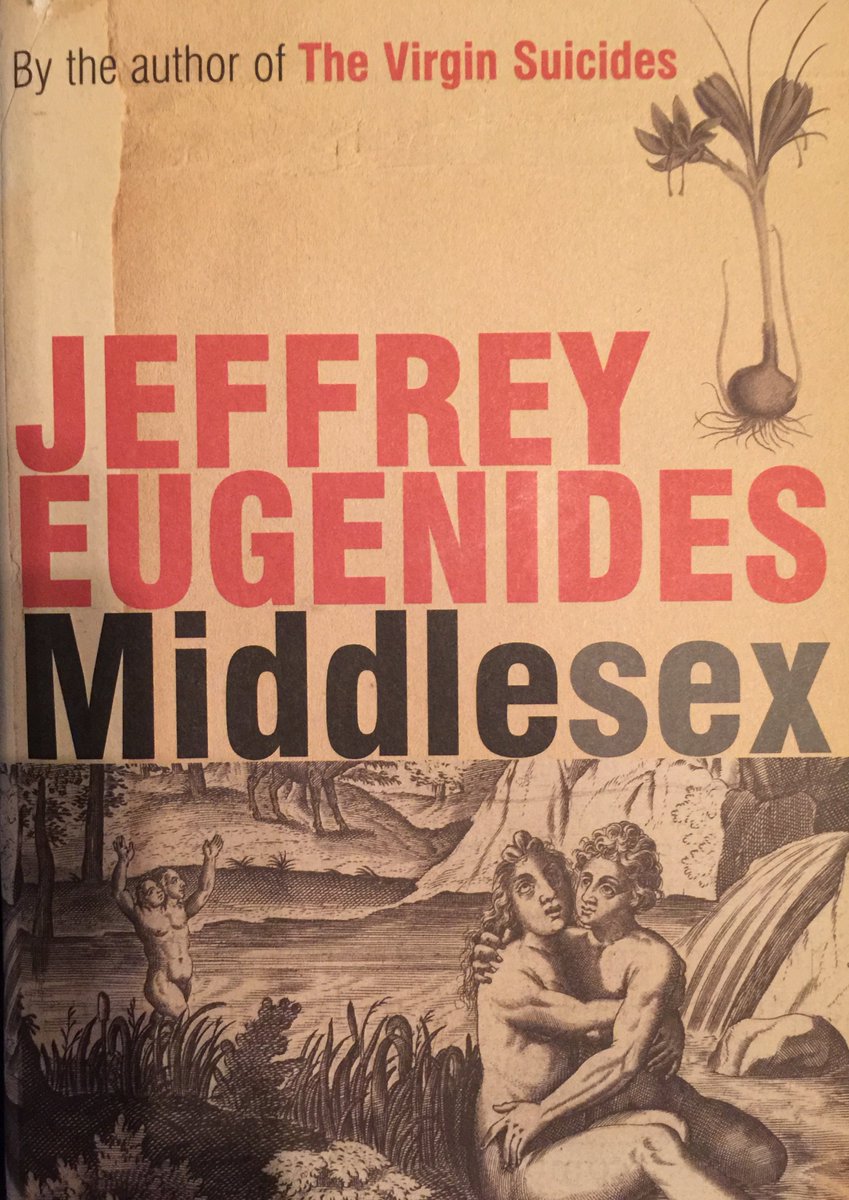 By the author of The Virgin Suicides
JEFFREY
EUGENIDES
Middlesex